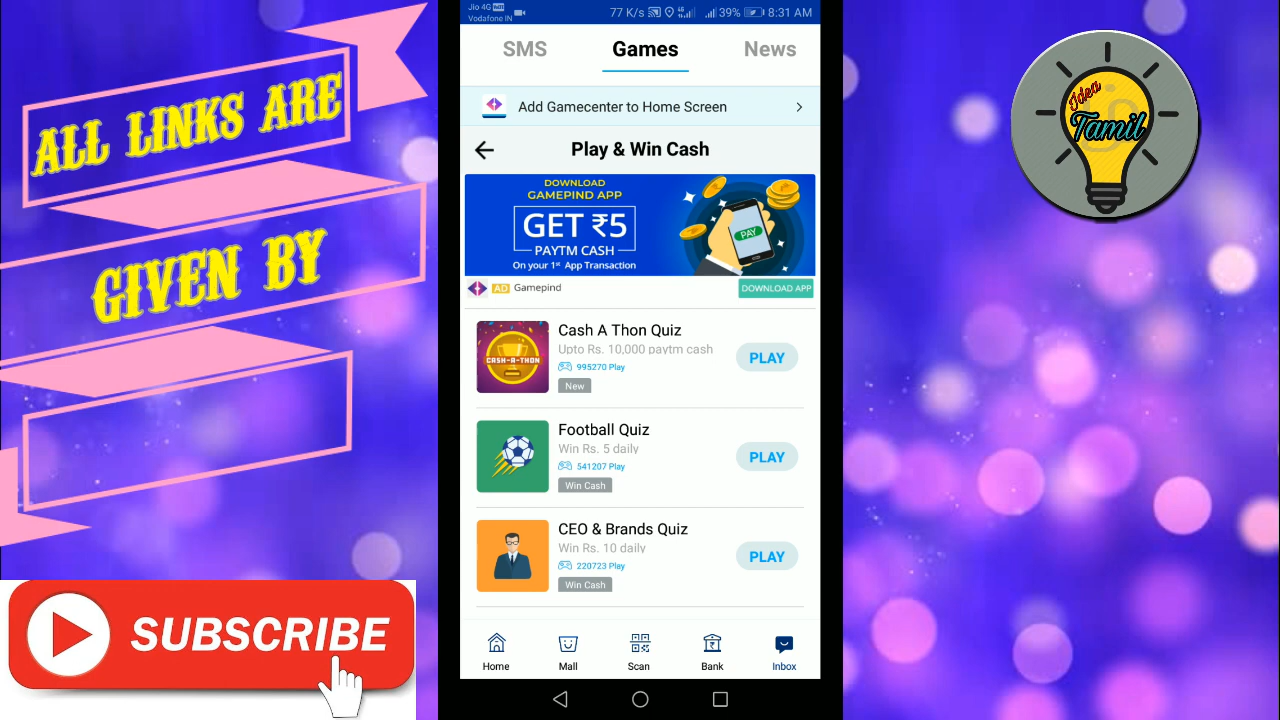 ALL LINKS ARE
GIVEN BY
SUBSCRIBE
Jio 4G VoLTE
Vodafone IN
77 K/s
4G
39%
8:31 AM
SMS
Games
News
Add Gamecenter to Home Screen
Play & Win Cash
DOWNLOAD
GAMEPIND APP
GET ₹5
PAYTM CASH
On your 1st App Transaction
PAY
AD Gamepind
DOWNLOAD APP
CASH-A-THON
Cash A Thon Quiz
Upto Rs. 10,000 paytm cash
995270 Play
New
PLAY
Football Quiz
Win Rs. 5 daily
541207 Play
Win Cash
PLAY
CEO & Brands Quiz
Win Rs. 10 daily
220723 Play
Win Cash
PLAY
Home
Mall
Scan
Bank
Inbox
Idea
Tamil